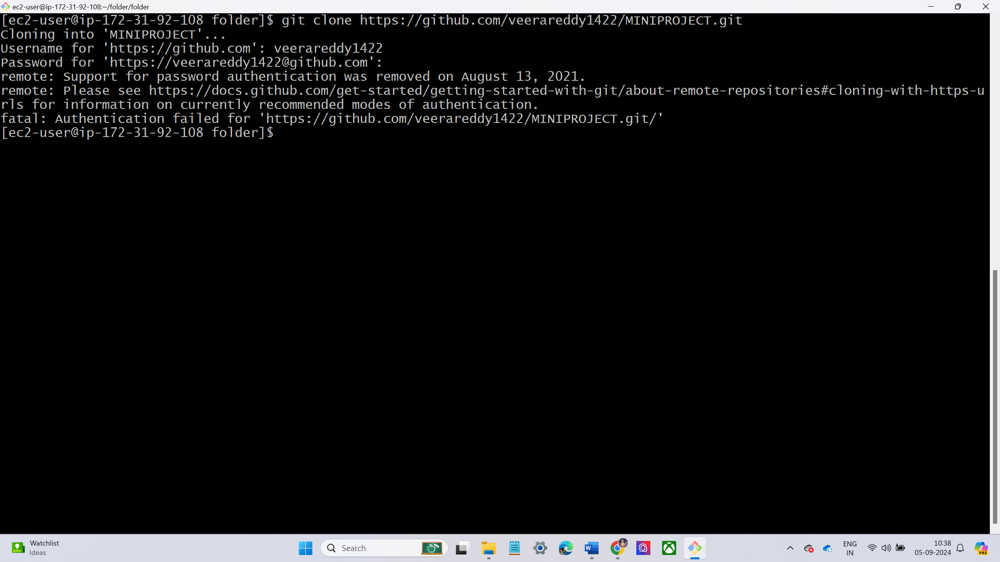 ec2-user@ip-172-31-92-108:~/folder/folder
[ec2-user@ip-172-31-92-108 folder]$ git clone https://github.com/veerareddy1422/MINIPROJECT.git
Cloning into 'MINIPROJECT'...
Username for 'https://github.com': veerareddy1422
Password for 'https://veerareddy1422@github.com':
remote: Support for password authentication was removed on August 13, 2021.
remote: Please see https://docs.github.com/get-started/getting-started-with-git/about-remote-repositories#cloning-with-https-u
rls for information on currently recommended modes of authentication.
fatal: Authentication failed for 'https://github.com/veerareddy1422/MINIPROJECT.git/'
[ec2-user@ip-172-31-92-108 folder]$
Watchlist
Ideas
Search
W
ENG
IN
10:38
05-09-2024
PRE